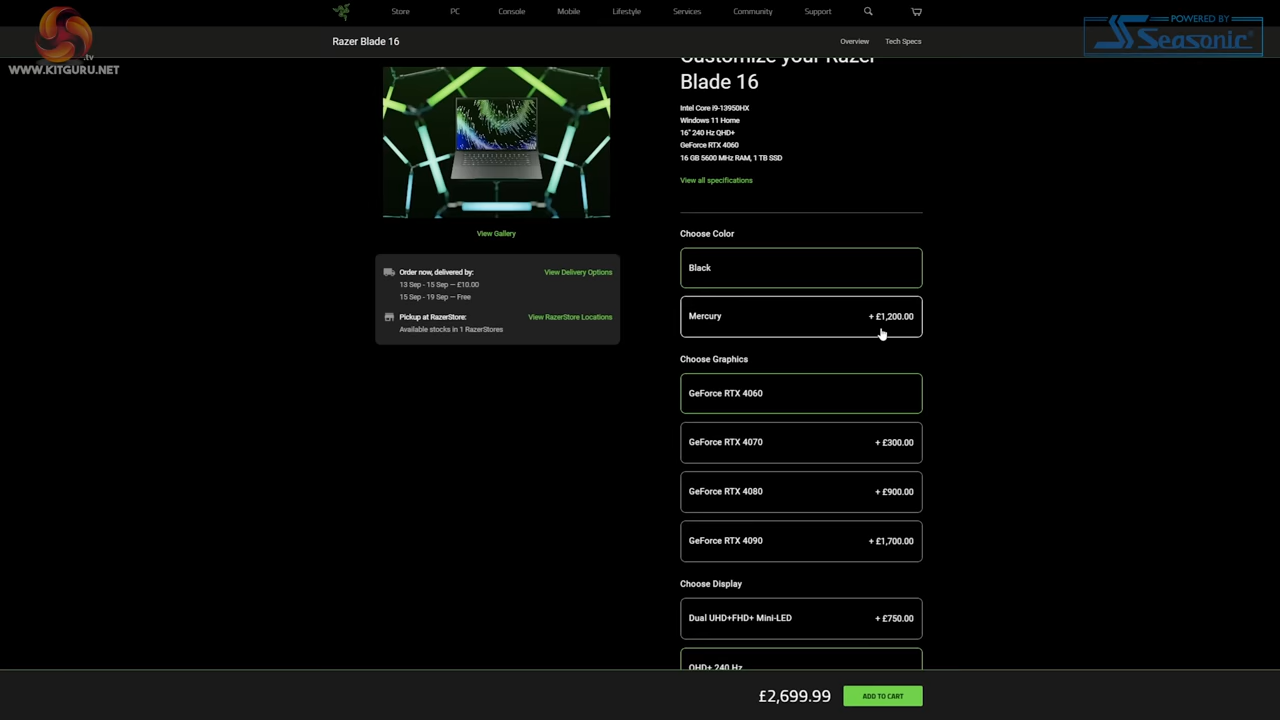 Store PC Console Mobile Lifestyle Services Community Support
POWERED BY
Seasonic
.tv
WWW.KITGURU.NET
Razer Blade 16
Overview Tech Specs
Customize your Razer
Blade 16
Intel Core i9-13950HX
Windows 11 Home
16" 240 Hz QHD+
GeForce RTX 4060
16 GB 5600 MHz RAM, 1 TB SSD
View all specifications
View Gallery
Order now, delivered by: View Delivery Options
13 Sep - 15 Sep — £10.00
15 Sep - 19 Sep — Free
Pickup at RazerStore: View RazerStore Locations
Available stocks in 1 RazerStores
Choose Color
Black
Mercury + £1,200.00
Choose Graphics
GeForce RTX 4060
GeForce RTX 4070 + £300.00
GeForce RTX 4080 + £900.00
GeForce RTX 4090 + £1,700.00
Choose Display
Dual UHD+FHD+ Mini-LED + £750.00
QHD+ 240 Hz
£2,699.99 ADD TO CART